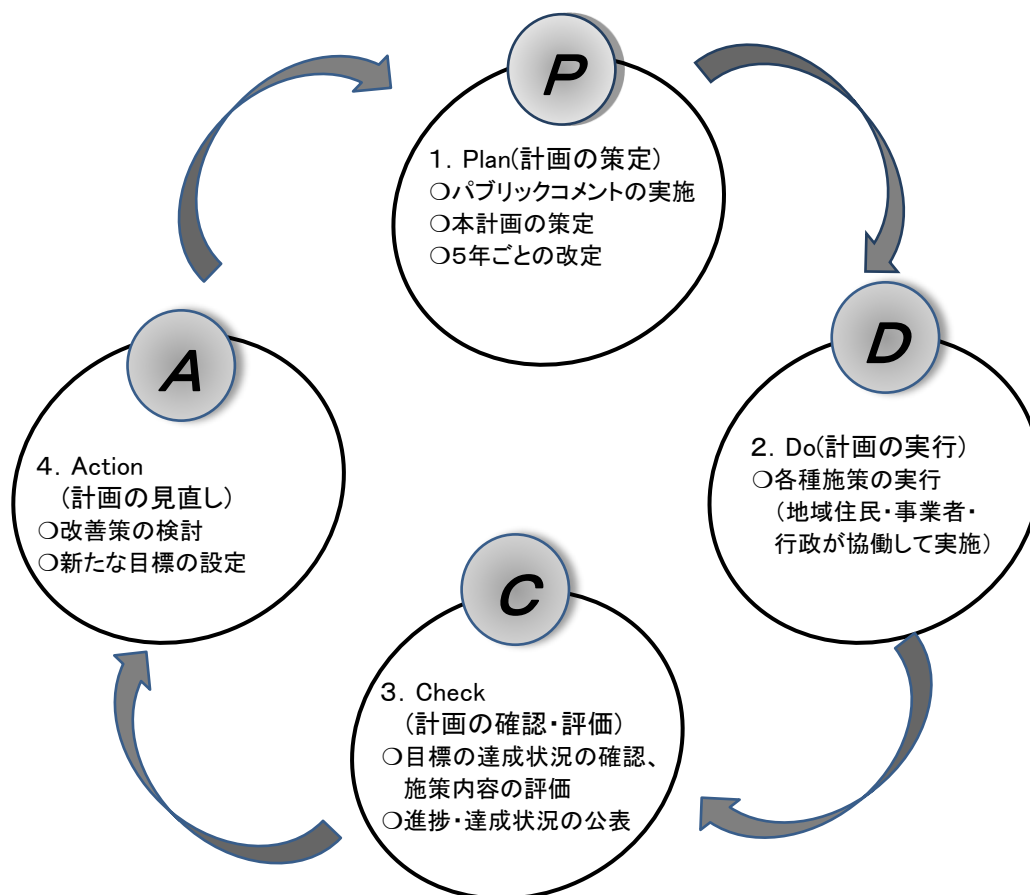 P
1. Plan(計画の策定)
○パブリックコメントの実施
○本計画の策定
○5年ごとの改定
D
2. Do(計画の実行)
○各種施策の実行
(地域住民・事業者・
行政が協働して実施)
C
3. Check
(計画の確認・評価)
○目標の達成状況の確認、
施策内容の評価
○進捗・達成状況の公表
A
4. Action
(計画の見直し)
○改善策の検討
○新たな目標の設定